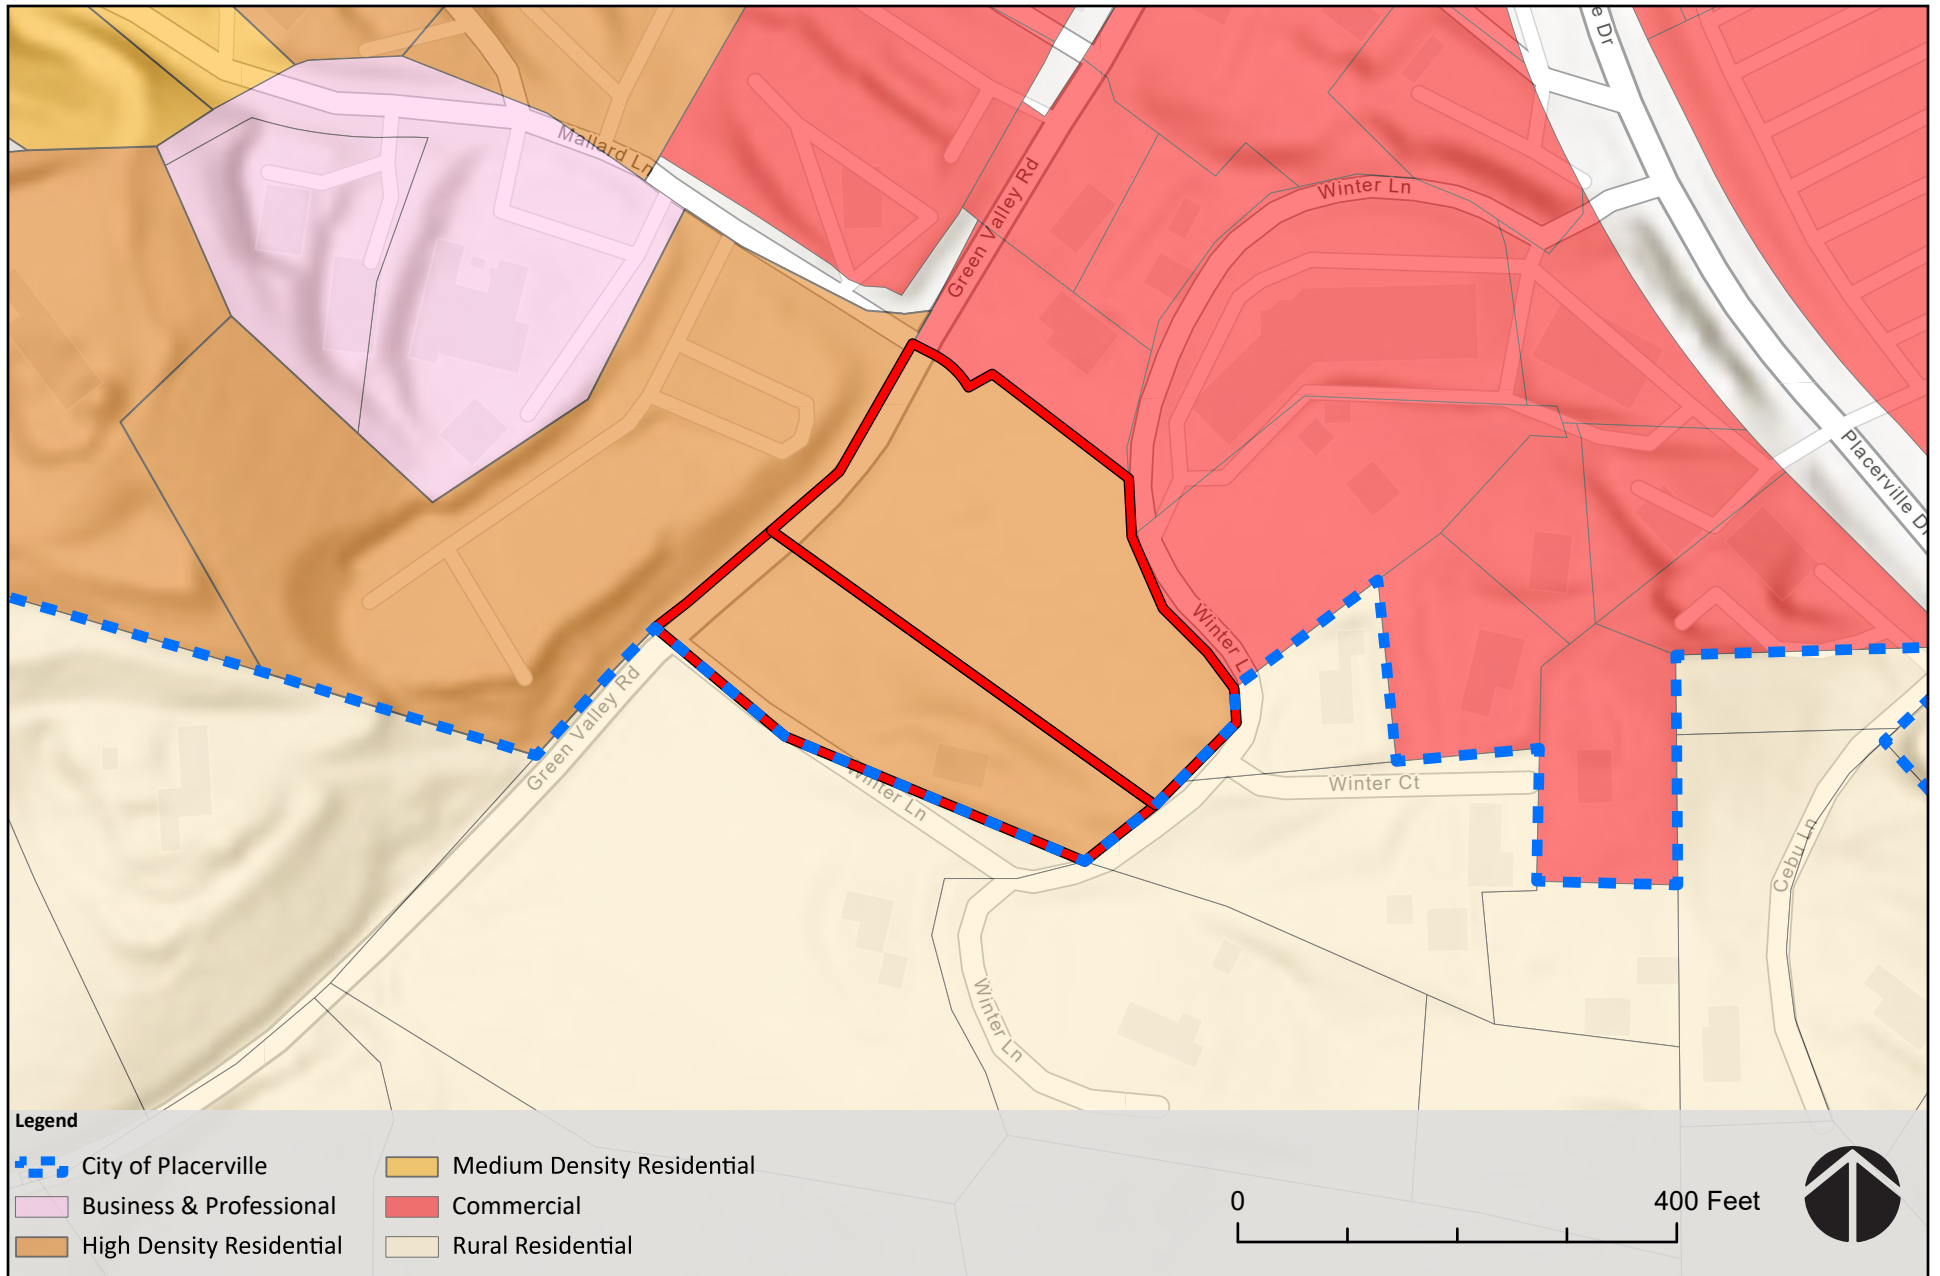 e Dr
Mallard Ln
Winter Ln
Green Valley Rd
Placerville Dr
Winter L
Green Valley Rd
Winter Ln
Winter Ct
Cebu Ln
Winter Ln
Legend
City of Placerville
Business & Professional
High Density Residential
Medium Density Residential
Commercial
Rural Residential
0
400 Feet